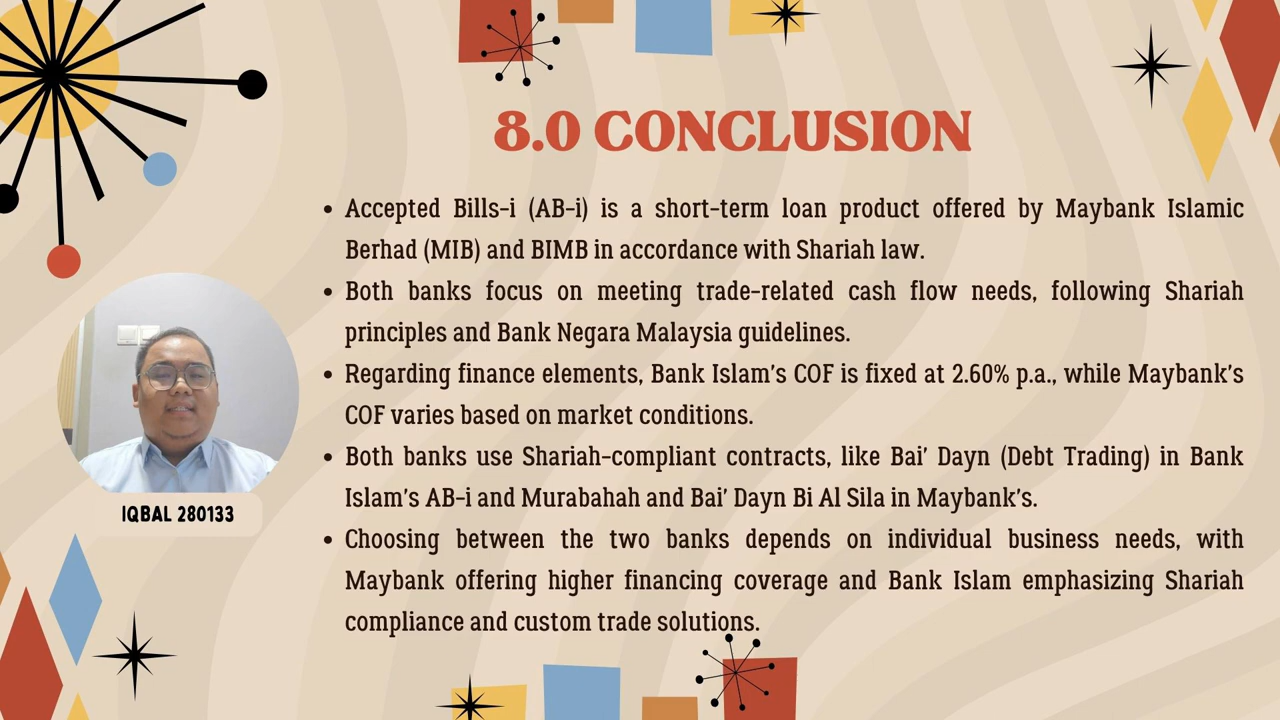 8.0 CONCLUSION
• Accepted Bills-i (AB-i) is a short-term loan product offered by Maybank Islamic
Berhad (MIB) and BIMB in accordance with Shariah law.
• Both banks focus on meeting trade-related cash flow needs, following Shariah
principles and Bank Negara Malaysia guidelines.
• Regarding finance elements, Bank Islam's COF is fixed at 2.60% p.a., while Maybank's
COF varies based on market conditions.
• Both banks use Shariah-compliant contracts, like Bai' Dayn (Debt Trading) in Bank
Islam's AB-i and Murabahah and Bai' Dayn Bi Al Sila in Maybank's.
• Choosing between the two banks depends on individual business needs, with
Maybank offering higher financing coverage and Bank Islam emphasizing Shariah
compliance and custom trade solutions.
IQBAL 280133